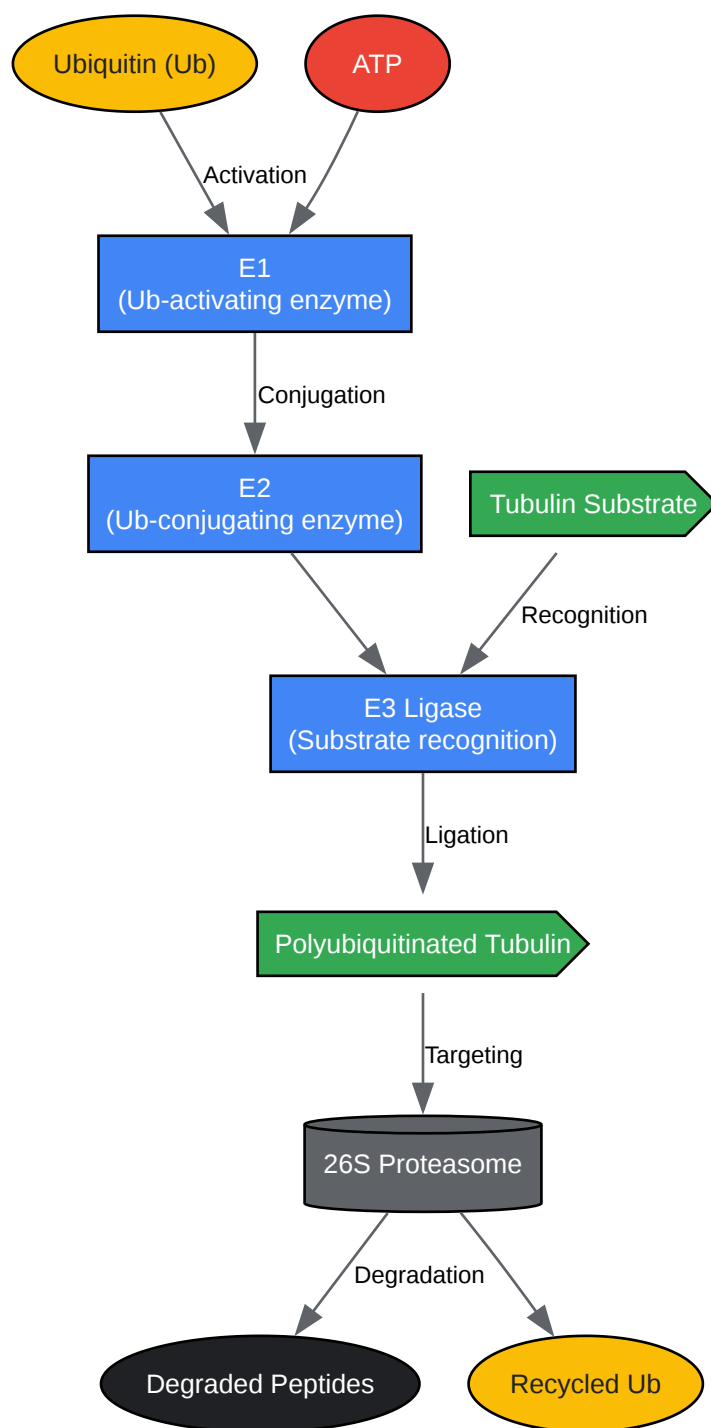 Ubiquitin (Ub)
ATP
Activation
E1
(Ub-activating enzyme)
Conjugation
E2
(Ub-conjugating enzyme)
Tubulin Substrate
Recognition
E3 Ligase
(Substrate recognition)
Ligation
Polyubiquitinated Tubulin
Targeting
26S Proteasome
Degradation
Degraded Peptides
Recycled Ub